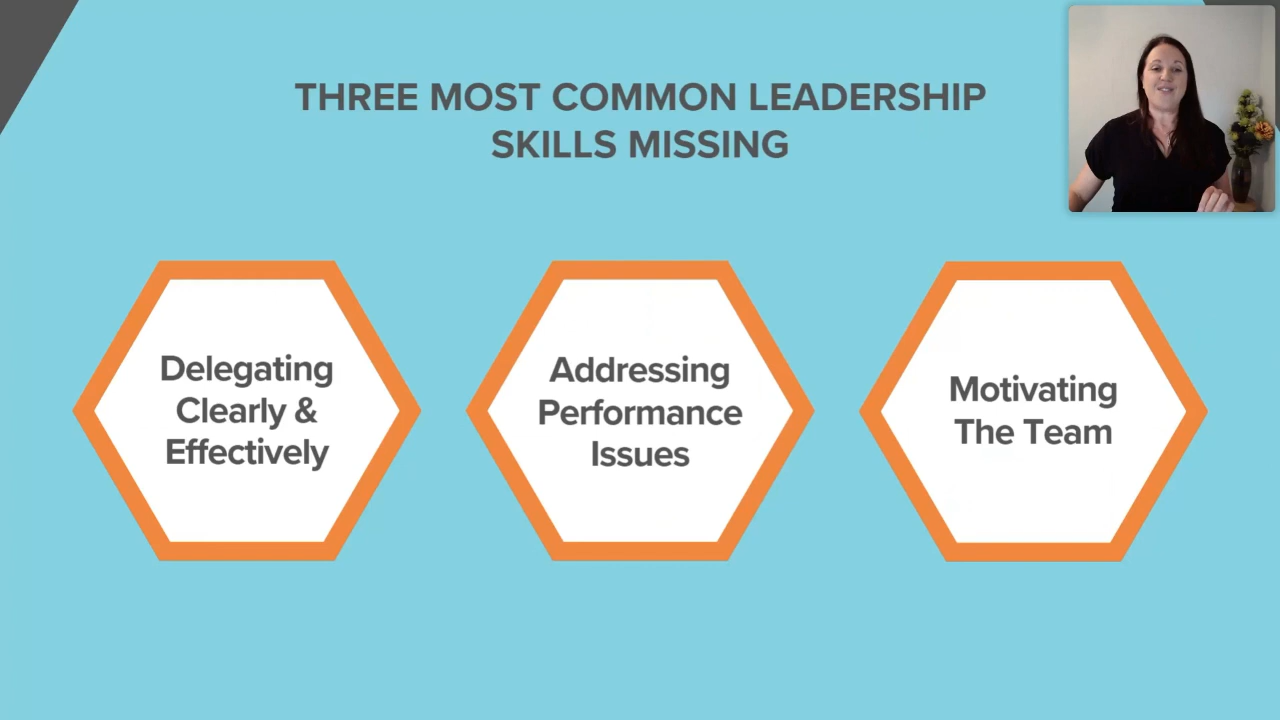 THREE MOST COMMON LEADERSHIP
SKILLS MISSING
Delegating
Clearly &
Effectively
Addressing
Performance
Issues
Motivating
The Team